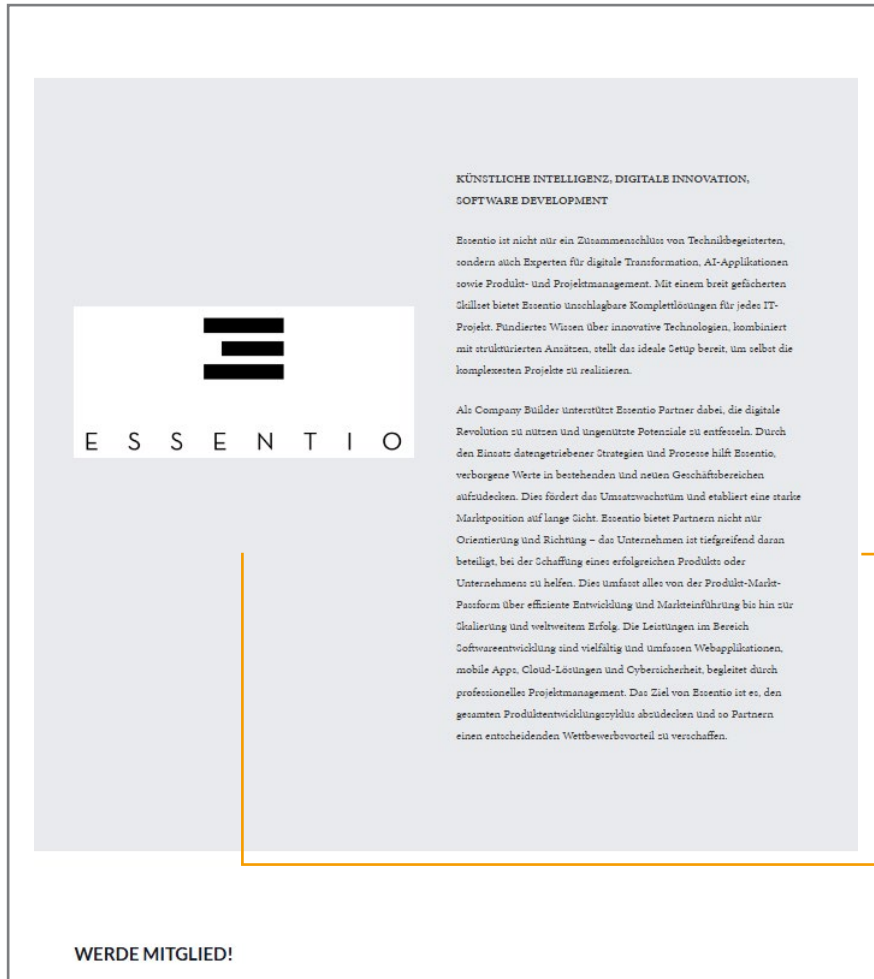 KÜNSTLICHE INTELLIGENZ, DIGITALE INNOVATION,
SOFTWARE DEVELOPMENT
Essentio ist nicht nur ein Zusammenschluss von Technikbegeisterten,
sondern auch Experten für digitale Transformation, AI-Applikationen
sowie Produkt- und Projektmanagement. Mit einem breit gefächerten
Skillset bietet Essentio unschlagbare Komplettlösungen für jedes IT-
Projekt. Fundiertes Wissen über innovative Technologien, kombiniert
mit strukturierten Ansätzen, stellt das ideale Setup bereit, um selbst die
komplexesten Projekte zu realisieren.
Als Company Builder unterstützt Essentio Partner dabei, die digitale
Revolution zu nutzen und ungenutzte Potenziale zu entfesseln. Durch
den Einsatz datengetriebener Strategien und Prozesse hilft Essentio,
verborgene Werte in bestehenden und neuen Geschäftsbereichen
aufzudecken. Dies fördert das Umsatzwachstum und etabliert eine starke
Marktposition auf lange Sicht. Essentio bietet Partnern nicht nur
Orientierung und Richtung – das Unternehmen ist tiefgreifend daran
beteiligt, bei der Schaffung eines erfolgreichen Produkts oder
Unternehmens zu helfen. Dies umfasst alles von der Produkt-Markt-
Passform über effiziente Entwicklung und Markteinführung bis hin zur
Skalierung und weltweitem Erfolg. Die Leistungen im Bereich
Softwareentwicklung sind vielfältig und umfassen Webapplikationen,
mobile Apps, Cloud-Lösungen und Cybersicherheit, begleitet durch
professionelles Projektmanagement. Das Ziel von Essentio ist es, den
gesamten Produktentwicklungszyklus abzudecken und so Partnern
einen entscheidenden Wettbewerbsvorteil zu verschaffen.
ESSENTIO
WERDE MITGLIED!